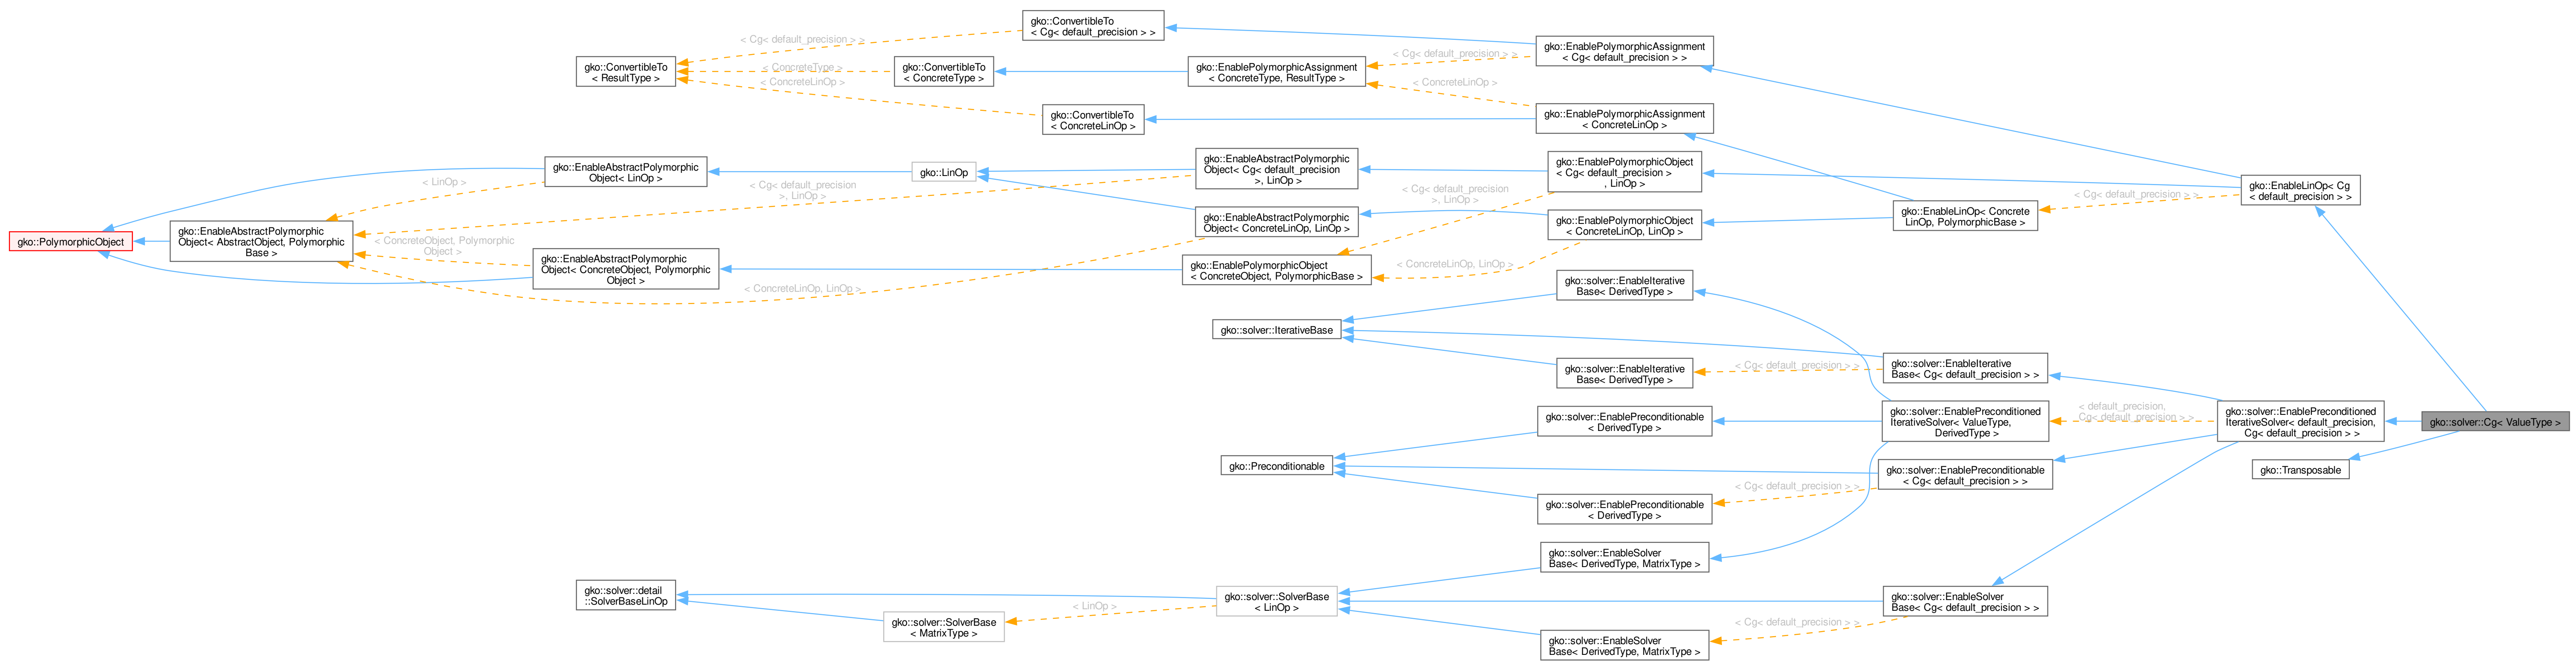 gko::PolymorphicObject
gko::EnableAbstractPolymorphic
Object< AbstractObject, Polymorphic
Base >
gko::EnableAbstractPolymorphic
Object< LinOp >
gko::EnableAbstractPolymorphic
Object< ConcreteObject, Polymorphic
Object >
< LinOp >
< ConcreteObject, Polymorphic
Object >
gko::ConvertibleTo
< ResultType >
gko::solver::detail
::SolverBaseLinOp
< Cg< default_precision > >
< ConcreteType >
< ConcreteLinOp >
< Cg< default_precision
>, LinOp >
< ConcreteLinOp, LinOp >
gko::ConvertibleTo
< Cg< default_precision > >
gko::ConvertibleTo
< ConcreteType >
gko::ConvertibleTo
< ConcreteLinOp >
gko::LinOp
gko::solver::SolverBase
< MatrixType >
< LinOp >
gko::EnablePolymorphicAssignment
< ConcreteType, ResultType >
gko::EnableAbstractPolymorphic
Object< Cg< default_precision
>, LinOp >
gko::EnableAbstractPolymorphic
Object< ConcreteLinOp, LinOp >
gko::EnablePolymorphicObject
< ConcreteObject, PolymorphicBase >
gko::solver::IterativeBase
gko::Preconditionable
gko::solver::SolverBase
< LinOp >
< Cg< default_precision > >
< ConcreteLinOp >
< Cg< default_precision
>, LinOp >
< ConcreteLinOp, LinOp >
gko::EnablePolymorphicAssignment
< Cg< default_precision > >
gko::EnablePolymorphicAssignment
< ConcreteLinOp >
gko::EnablePolymorphicObject
< Cg< default_precision >
, LinOp >
gko::EnablePolymorphicObject
< ConcreteLinOp, LinOp >
gko::solver::EnableIterative
Base< DerivedType >
gko::solver::EnableIterative
Base< DerivedType >
gko::solver::EnablePreconditionable
< DerivedType >
gko::solver::EnablePreconditionable
< DerivedType >
gko::solver::EnableSolver
Base< DerivedType, MatrixType >
gko::solver::EnableSolver
Base< DerivedType, MatrixType >
< Cg< default_precision > >
< Cg< default_precision > >
< Cg< default_precision > >
gko::EnableLinOp< Concrete
LinOp, PolymorphicBase >
gko::solver::EnableIterative
Base< Cg< default_precision > >
gko::solver::EnablePreconditioned
IterativeSolver< ValueType,
DerivedType >
gko::solver::EnablePreconditionable
< Cg< default_precision > >
gko::solver::EnableSolver
Base< Cg< default_precision > >
< Cg< default_precision > >
< default_precision,
Cg< default_precision > >
gko::EnableLinOp< Cg
< default_precision > >
gko::solver::EnablePreconditioned
IterativeSolver< default_precision,
Cg< default_precision > >
gko::Transposable
gko::solver::Cg< ValueType >